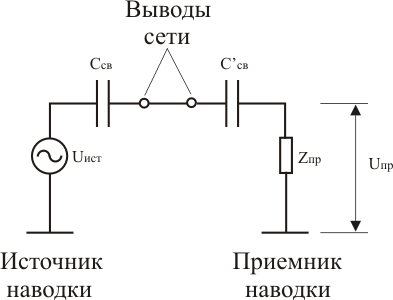 Выводы
сети
Cсв
C’св
Uист
Zпр
Uпр
Источник
наводки
Приемник
наводки